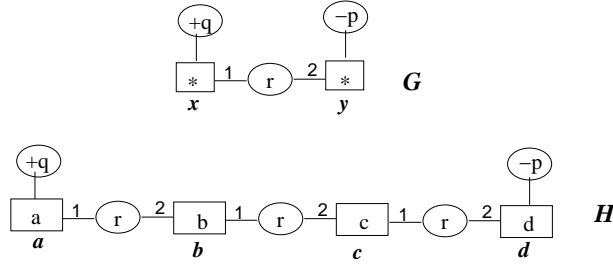 +q −p
* 1 r 2 * G
x y
+q −p
a 1 r 2 b 1 r 2 c 1 r 2 d H
a b c d